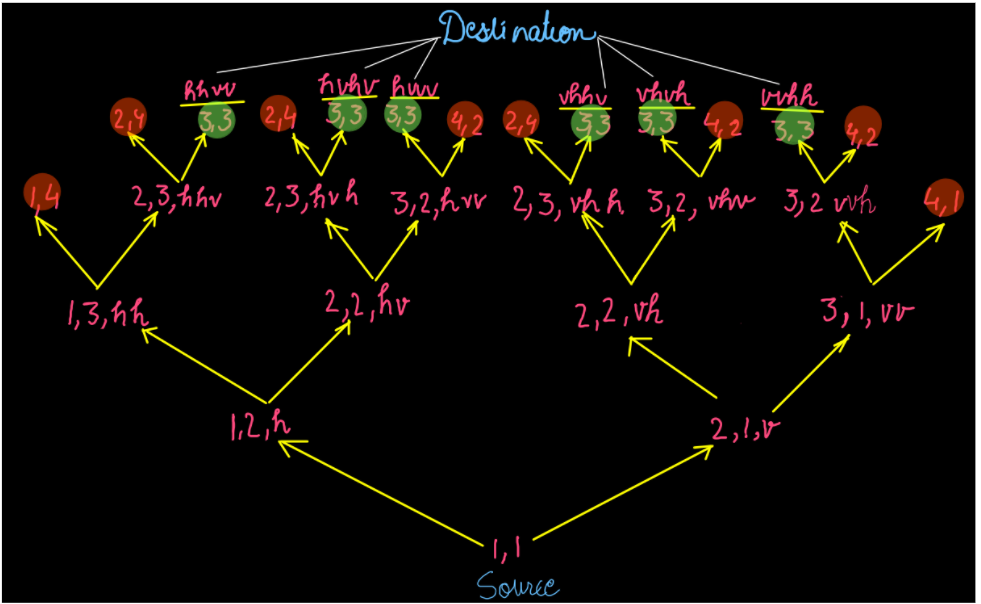 Destination
hhvv hvhv vhhv vhvh vvhh
2,4 3,3 2,4 3,3 3,3 4,2 2,4 3,3 3,3 4,2 3,3 4,2
1,4 2,3,hhv 2,3,hvh 3,2,hvv 2,3,vhh 3,2,vhv 3,2 vvh 4,1
1,3,hh 2,2,hv 2,2,vh 3,1,vv
1,2,h 2,1,v
1,1
Source